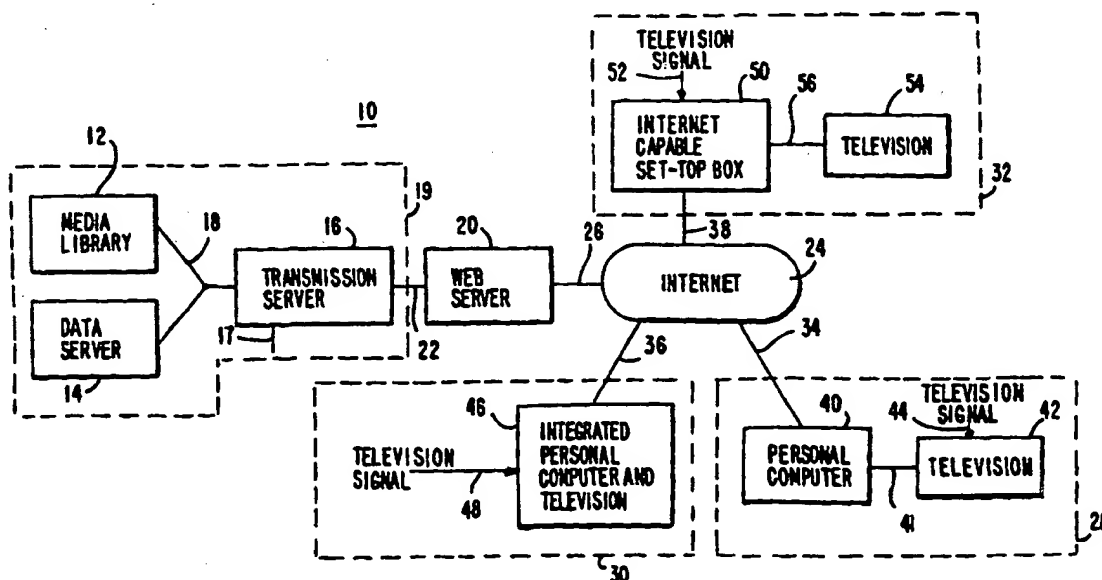 10
12
MEDIA
LIBRARY
18
DATA
SERVER
14
16
TRANSMISSION
SERVER
17
19
22
20
WEB
SERVER
26
TELEVISION
SIGNAL
52
50
INTERNET
CAPABLE
SET-TOP BOX
56
54
TELEVISION
32
38
INTERNET
24
36
34
46
TELEVISION
SIGNAL
48
INTEGRATED
PERSONAL
COMPUTER AND
TELEVISION
30
40
PERSONAL
COMPUTER
41
TELEVISION
SIGNAL
44
42
TELEVISION